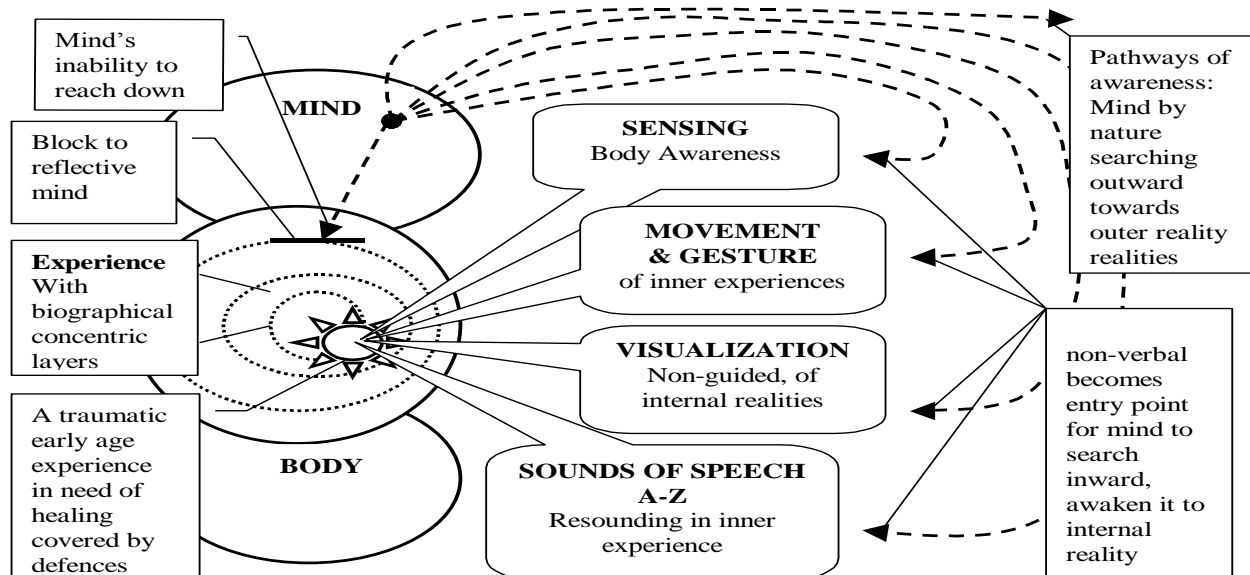 Mind’s
inability to
reach down
MIND
Block to
reflective
mind
Experience
With
biographical
concentric
layers
A traumatic
early age
experience
in need of
healing
covered by
defences
BODY
SENSING
Body Awareness
MOVEMENT
& GESTURE
of inner experiences
VISUALIZATION
Non-guided, of
internal realities
SOUNDS OF SPEECH
A-Z
Resounding in inner
experience
Pathways of
awareness:
Mind by
nature
searching
outward
towards
outer reality
realities
non-verbal
becomes
entry point
for mind to
search
inward,
awaken it to
internal
reality